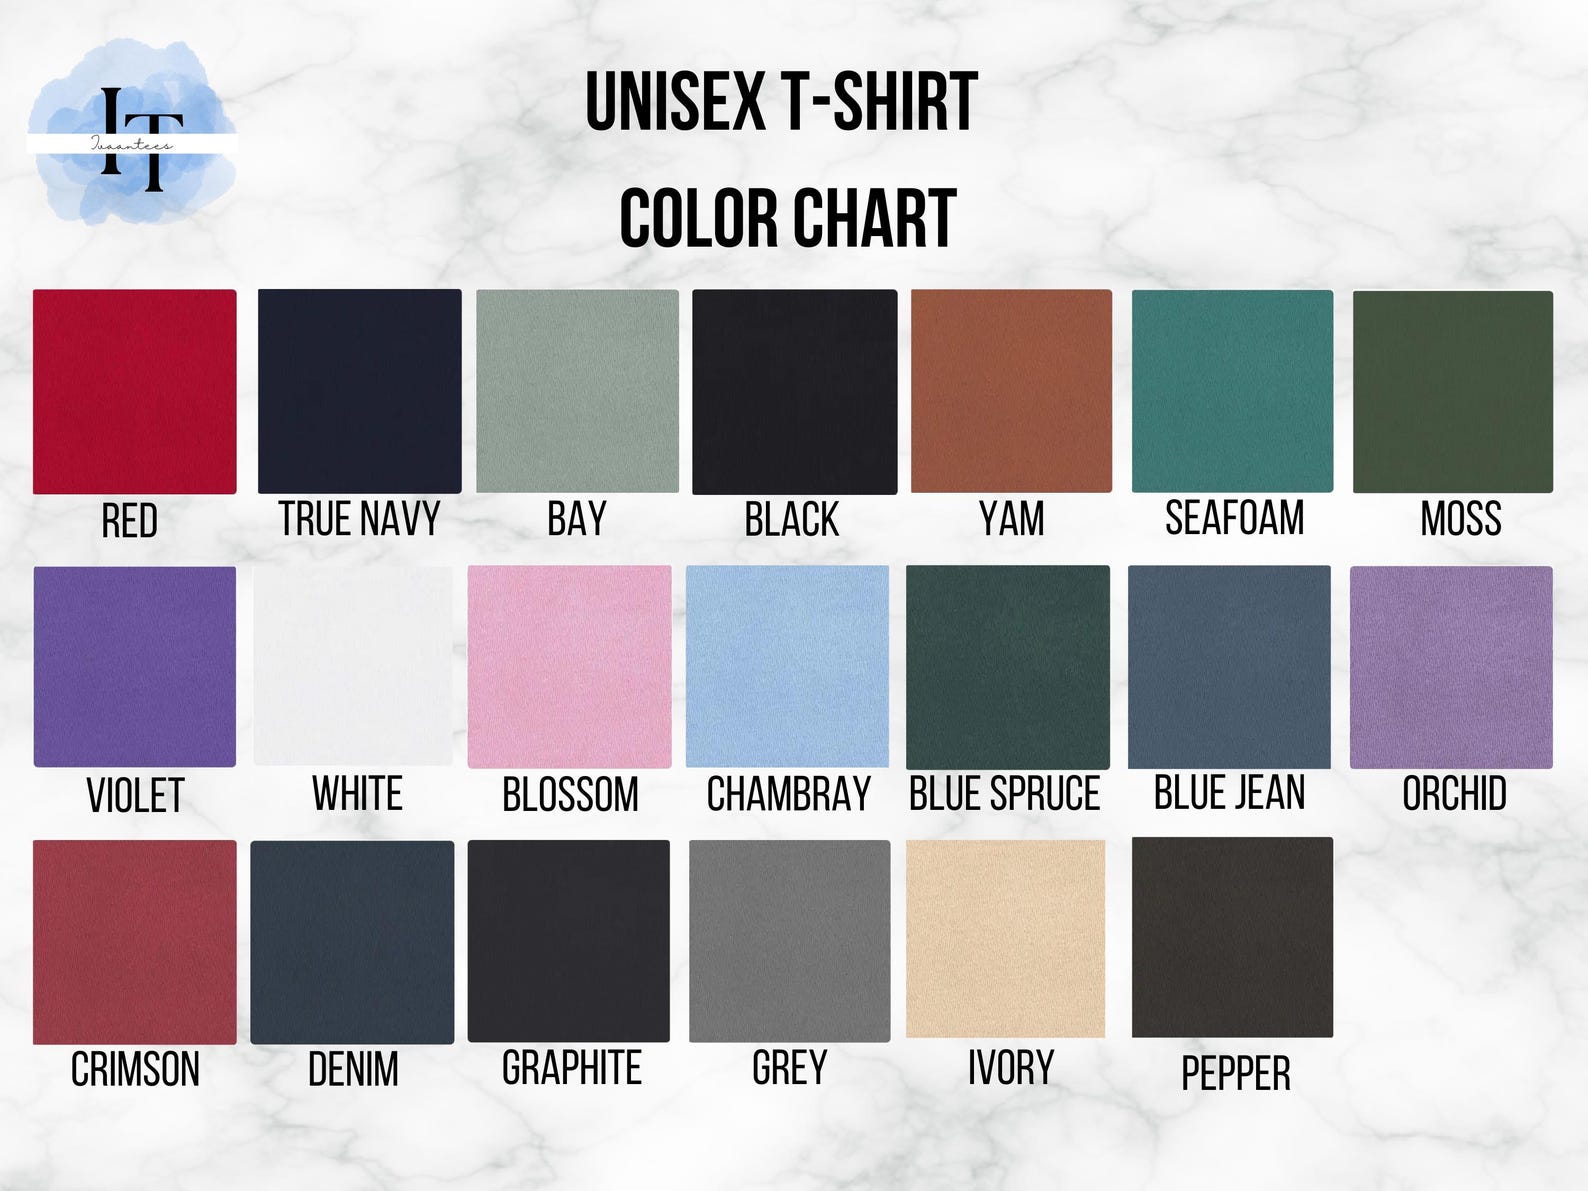 IT
Ivaantees
UNISEX T-SHIRT
COLOR CHART
RED TRUE NAVY BAY BLACK YAM SEAFOAM MOSS
VIOLET WHITE BLOSSOM CHAMBRAY BLUE SPRUCE BLUE JEAN ORCHID
CRIMSON DENIM GRAPHITE GREY IVORY PEPPER